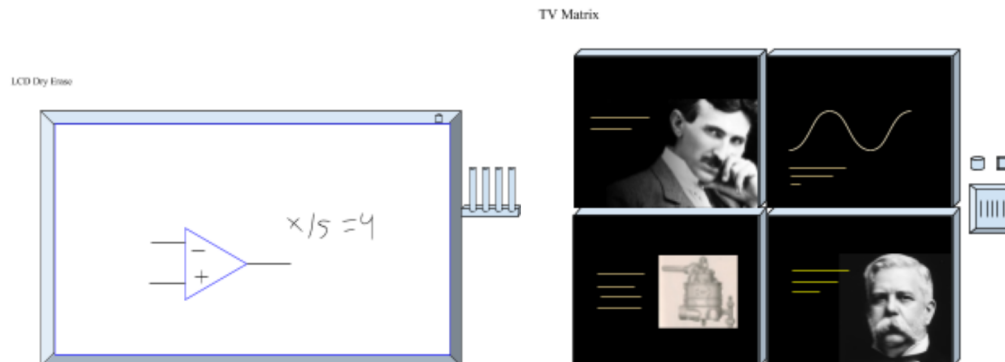 TV Matrix
LCD Dry Erase
x/5 =4
−
+